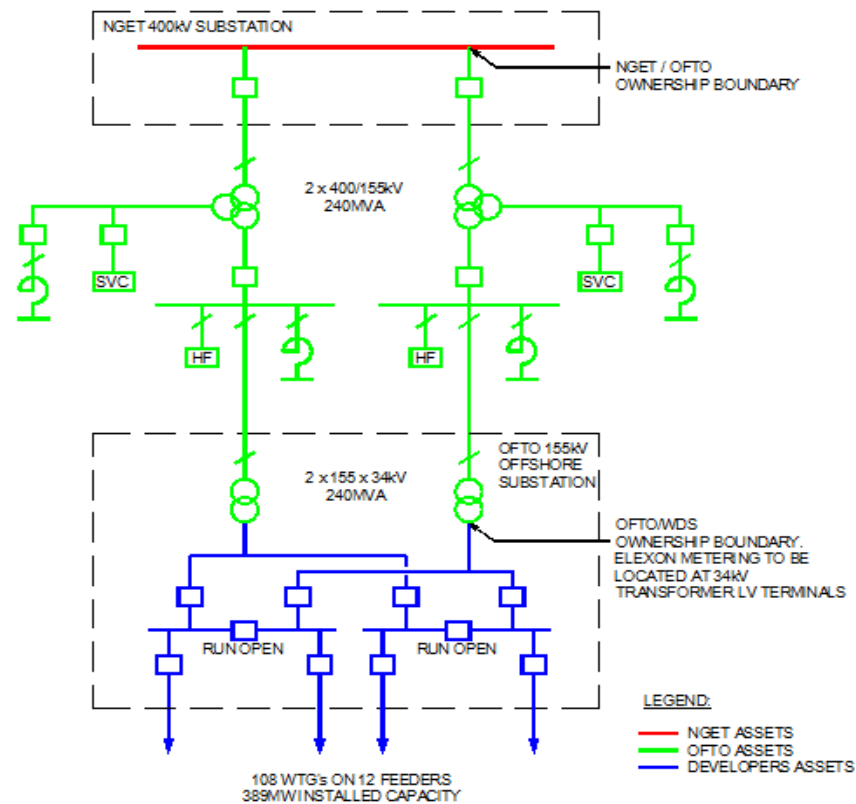 NGET 400kV SUBSTATION
NGET / OFTO
OWNERSHIP BOUNDARY
2 x 400/155kV
240MVA
SVC
SVC
HF
HF
OFTO 155kV
OFFSHORE
SUBSTATION
2 x 155 x 34kV
240MVA
OFTO/WDS
OWNERSHIP BOUNDARY.
ELEXON METERING TO BE
LOCATED AT 34kV
TRANSFORMER LV TERMINALS
RUN OPEN
RUN OPEN
LEGEND:
NGET ASSETS
OFTO ASSETS
DEVELOPERS ASSETS
108 WTG's ON 12 FEEDERS
389MW INSTALLED CAPACITY